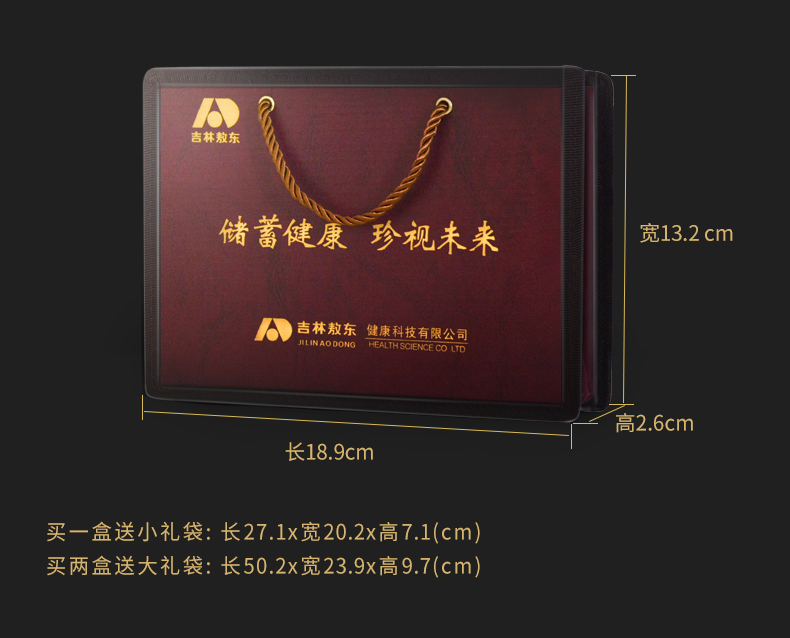 吉林敖东
储蓄健康 珍视未来
吉林敖东 健康科技有限公司
JILIN AO DONG HEALTH SCIENCE CO LTD
宽13.2cm
高2.6cm
长18.9cm
买一盒送小礼袋: 长27.1x宽20.2x高7.1(cm)
买两盒送大礼袋: 长50.2x宽23.9x高9.7(cm)